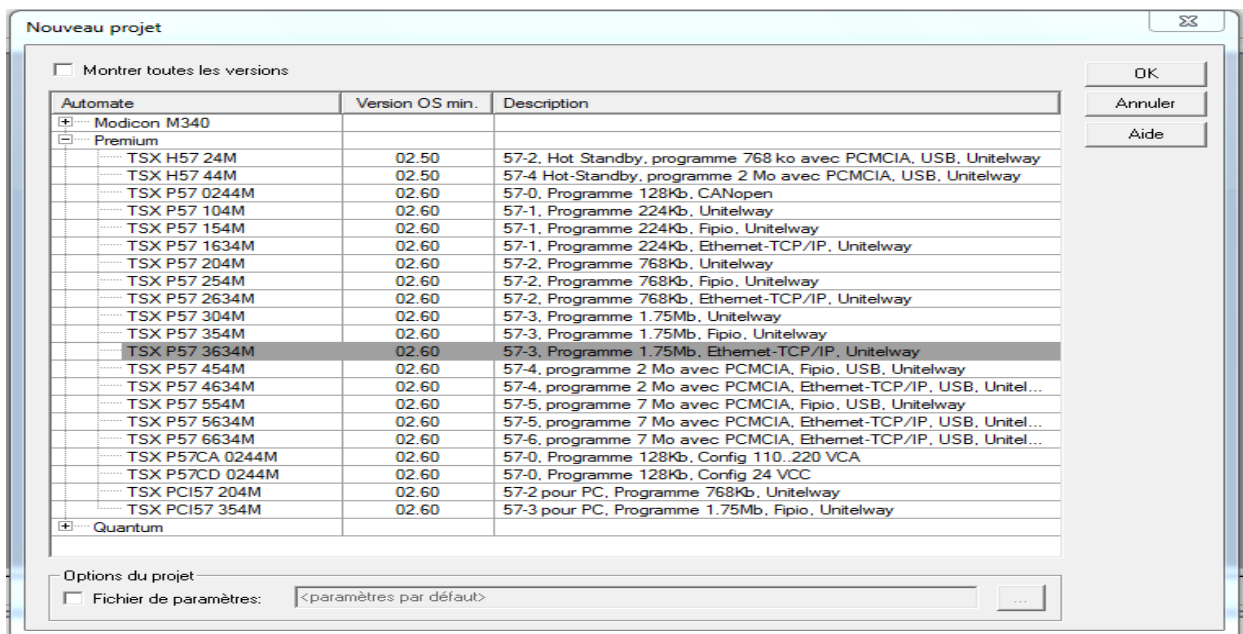 Nouveau projet
Montrer toutes les versions
OK
Annuler
Aide
Automate Version OS min. Description
Modicon M340
Premium
TSX H57 24M 02.50 57-2, Hot Standby, programme 768 ko avec PCMCIA, USB, Unitelway
TSX H57 44M 02.50 57-4 Hot-Standby, programme 2 Mo avec PCMCIA, USB, Unitelway
TSX P57 0244M 02.60 57-0, Programme 128Kb, CANopen
TSX P57 104M 02.60 57-1, Programme 224Kb, Unitelway
TSX P57 154M 02.60 57-1, Programme 224Kb, Fipio, Unitelway
TSX P57 1634M 02.60 57-1, Programme 224Kb, Ethernet-TCP/IP, Unitelway
TSX P57 204M 02.60 57-2, Programme 768Kb, Unitelway
TSX P57 254M 02.60 57-2, Programme 768Kb, Fipio, Unitelway
TSX P57 2634M 02.60 57-2, Programme 768Kb, Ethernet-TCP/IP, Unitelway
TSX P57 304M 02.60 57-3, Programme 1.75Mb, Unitelway
TSX P57 354M 02.60 57-3, Programme 1.75Mb, Fipio, Unitelway
TSX P57 3634M 02.60 57-3, Programme 1.75Mb, Ethernet-TCP/IP, Unitelway
TSX P57 454M 02.60 57-4, programme 2 Mo avec PCMCIA, Fipio, USB, Unitelway
TSX P57 4634M 02.60 57-4, programme 2 Mo avec PCMCIA, Ethernet-TCP/IP, USB, Unitel...
TSX P57 554M 02.60 57-5, programme 7 Mo avec PCMCIA, Fipio, USB, Unitelway
TSX P57 5634M 02.60 57-5, programme 7 Mo avec PCMCIA, Ethernet-TCP/IP, USB, Unitel...
TSX P57 6634M 02.60 57-6, programme 7 Mo avec PCMCIA, Ethernet-TCP/IP, USB, Unitel...
TSX P57CA 0244M 02.60 57-0, Programme 128Kb, Config 110..220 VCA
TSX P57CD 0244M 02.60 57-0, Programme 128Kb, Config 24 VCC
TSX PCI57 204M 02.60 57-2 pour PC, Programme 768Kb, Unitelway
TSX PCI57 354M 02.60 57-3 pour PC, Programme 1.75Mb, Fipio, Unitelway
Quantum
Options du projet
Fichier de paramètres: <paramètres par défaut> ...